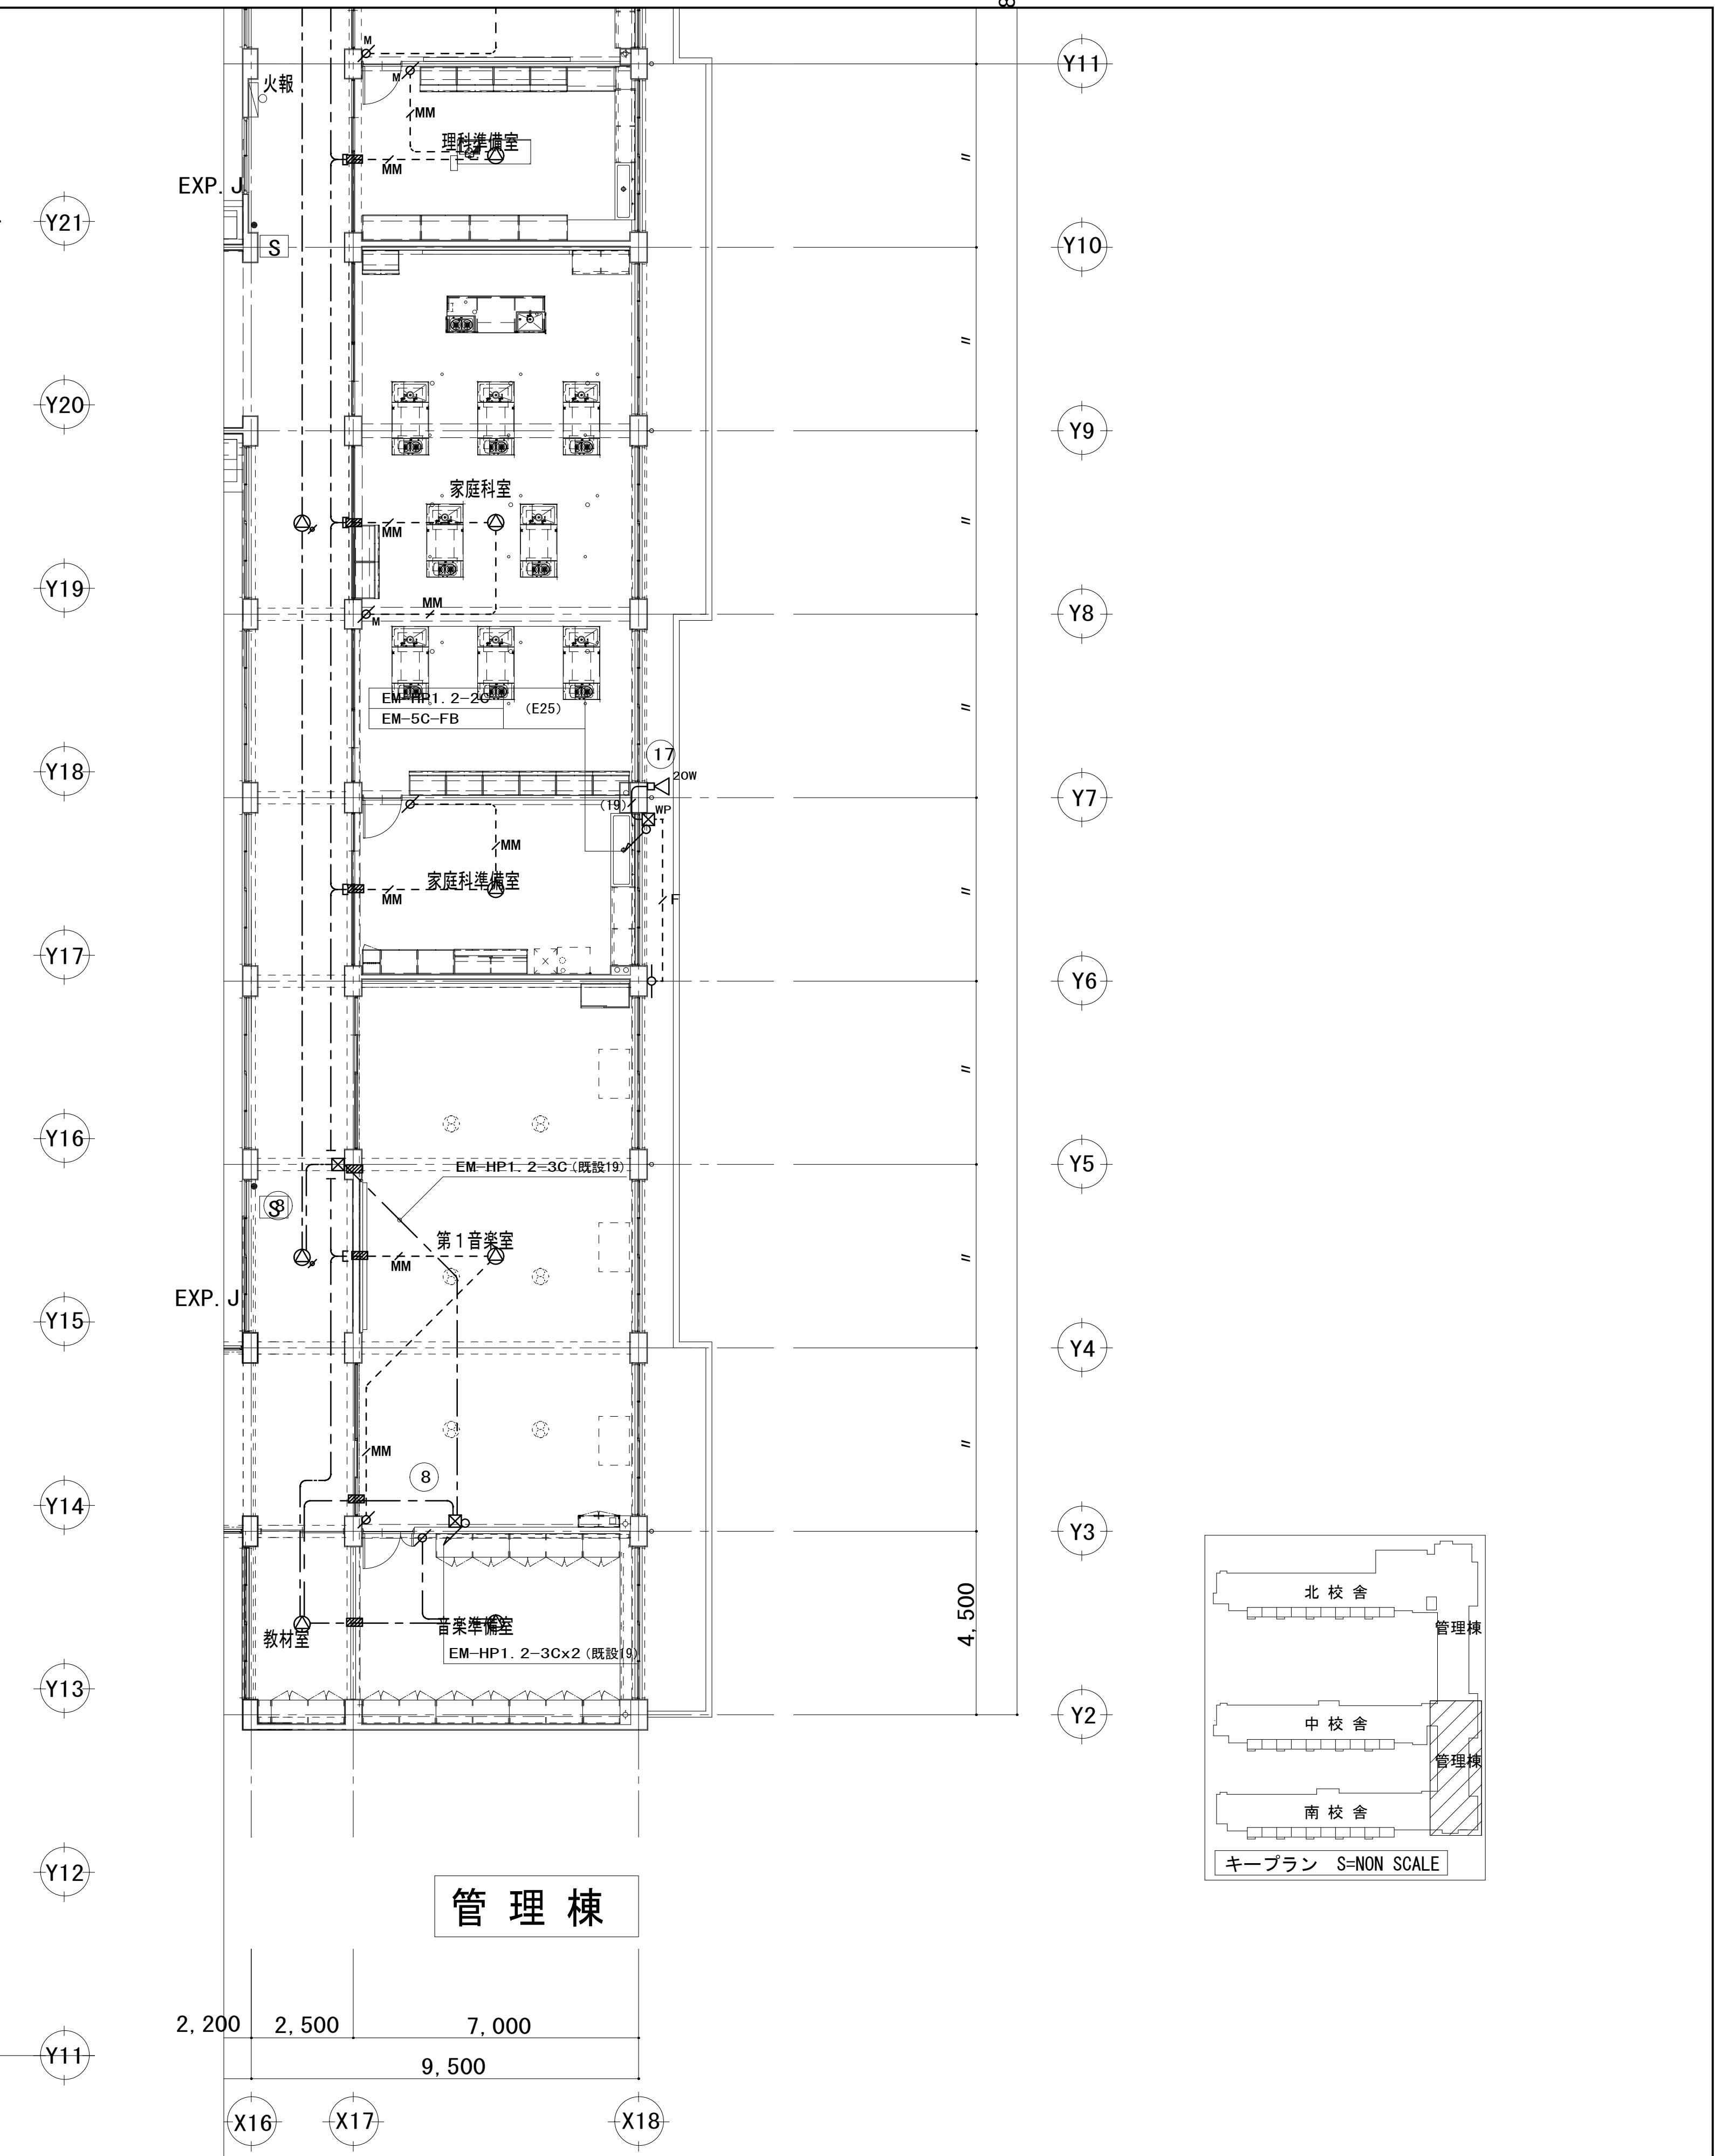 8
M
Y11
火報
M
MM
理科準備室
MM
〃
EXP. J
Y21
S
Y10
〃
Y20
Y9
家庭科室
MM
〃
Y19
MM
M
Y8
EM-HP1. 2-2C
(E25)
EM-5C-FB
〃
17
Y18
20W
(19)
WP
Y7
MM
家庭科準備室
MM
F
〃
Y17
Y6
〃
Y16
EM-HP1. 2-3C (既設19)
Y5
8
S
第1音楽室
MM
〃
EXP. J
Y15
Y4
MM
〃
8
Y14
Y3
教材室
音楽準備室
EM-HP1. 2-3Cx2 (既設19)
4, 500
Y13
Y2
北 校 舎
管理棟
中 校 舎
管理棟
南 校 舎
キープラン S=NON SCALE
Y12
管 理 棟
2, 200
2, 500
7, 000
9, 500
Y11
X16
X17
X18